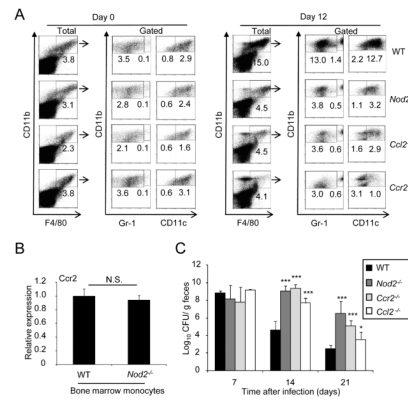 A
Day 0
Day 12
Total
Gated
Total
Gated
3.8
3.5 0.1
0.8 2.9
15.0
13.0 1.4
2.2 12.7
WT
3.1
2.8 0.1
0.6 2.4
4.5
3.8 0.5
1.1 3.2
Nod2⁻/
2.3
2.1 0.1
0.6 1.6
4.5
3.6 0.6
1.6 2.9
Ccl2⁻/
3.8
3.6 0.1
0.6 3.1
4.1
3.0 0.6
3.1 1.0
Ccr2⁻/
CD11b
CD11b
CD11b
CD11b
F4/80
Gr-1
CD11c
F4/80
Gr-1
CD11c
B
Ccr2
N.S.
Relative expression
1.2
1.0
0.8
0.6
0.4
0.2
0
WT
Nod2⁻/⁻
Bone marrow monocytes
C
Log₁₀ CFU/ g feces
12
10
8
6
4
2
0
***
***
***
***
***
*
7
14
21
Time after infection (days)
WT
Nod2⁻/⁻
Ccr2⁻/⁻
Ccl2⁻/⁻